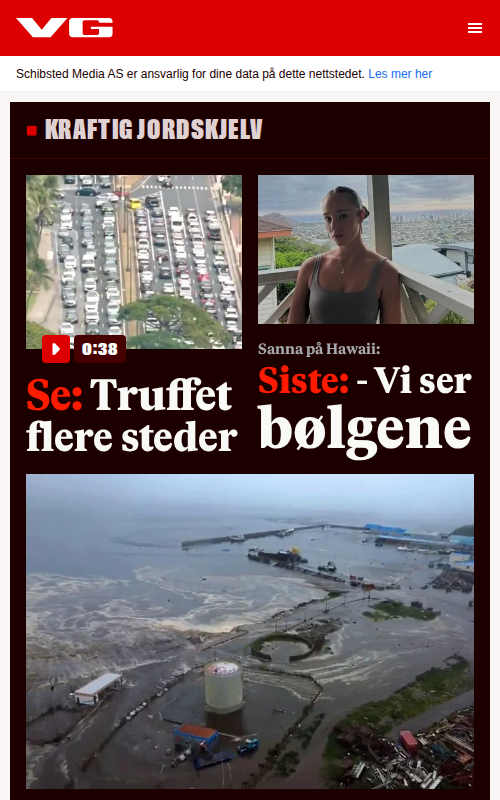 VG
Schibsted Media AS er ansvarlig for dine data på dette nettstedet. Les mer her
KRAFTIG JORDSKJELV
0:38
Se: Truffet
flere steder
Sanna på Hawaii:
Siste: - Vi ser
bølgene